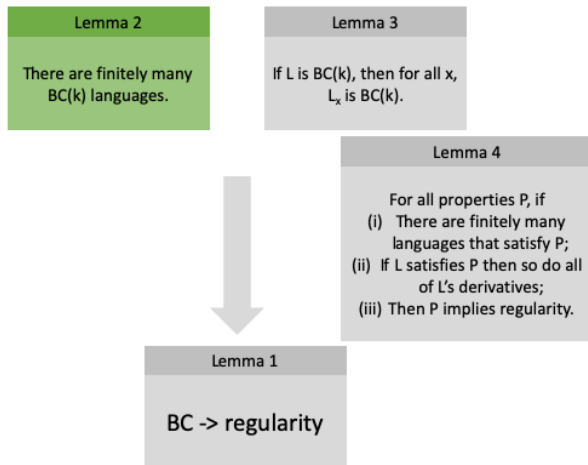 Lemma 2
There are finitely many
BC(k) languages.
Lemma 3
If L is BC(k), then for all x,
Lₓ is BC(k).
Lemma 4
For all properties P, if
(i) There are finitely many
languages that satisfy P;
(ii) If L satisfies P then so do all
of L's derivatives;
(iii) Then P implies regularity.
Lemma 1
BC -> regularity